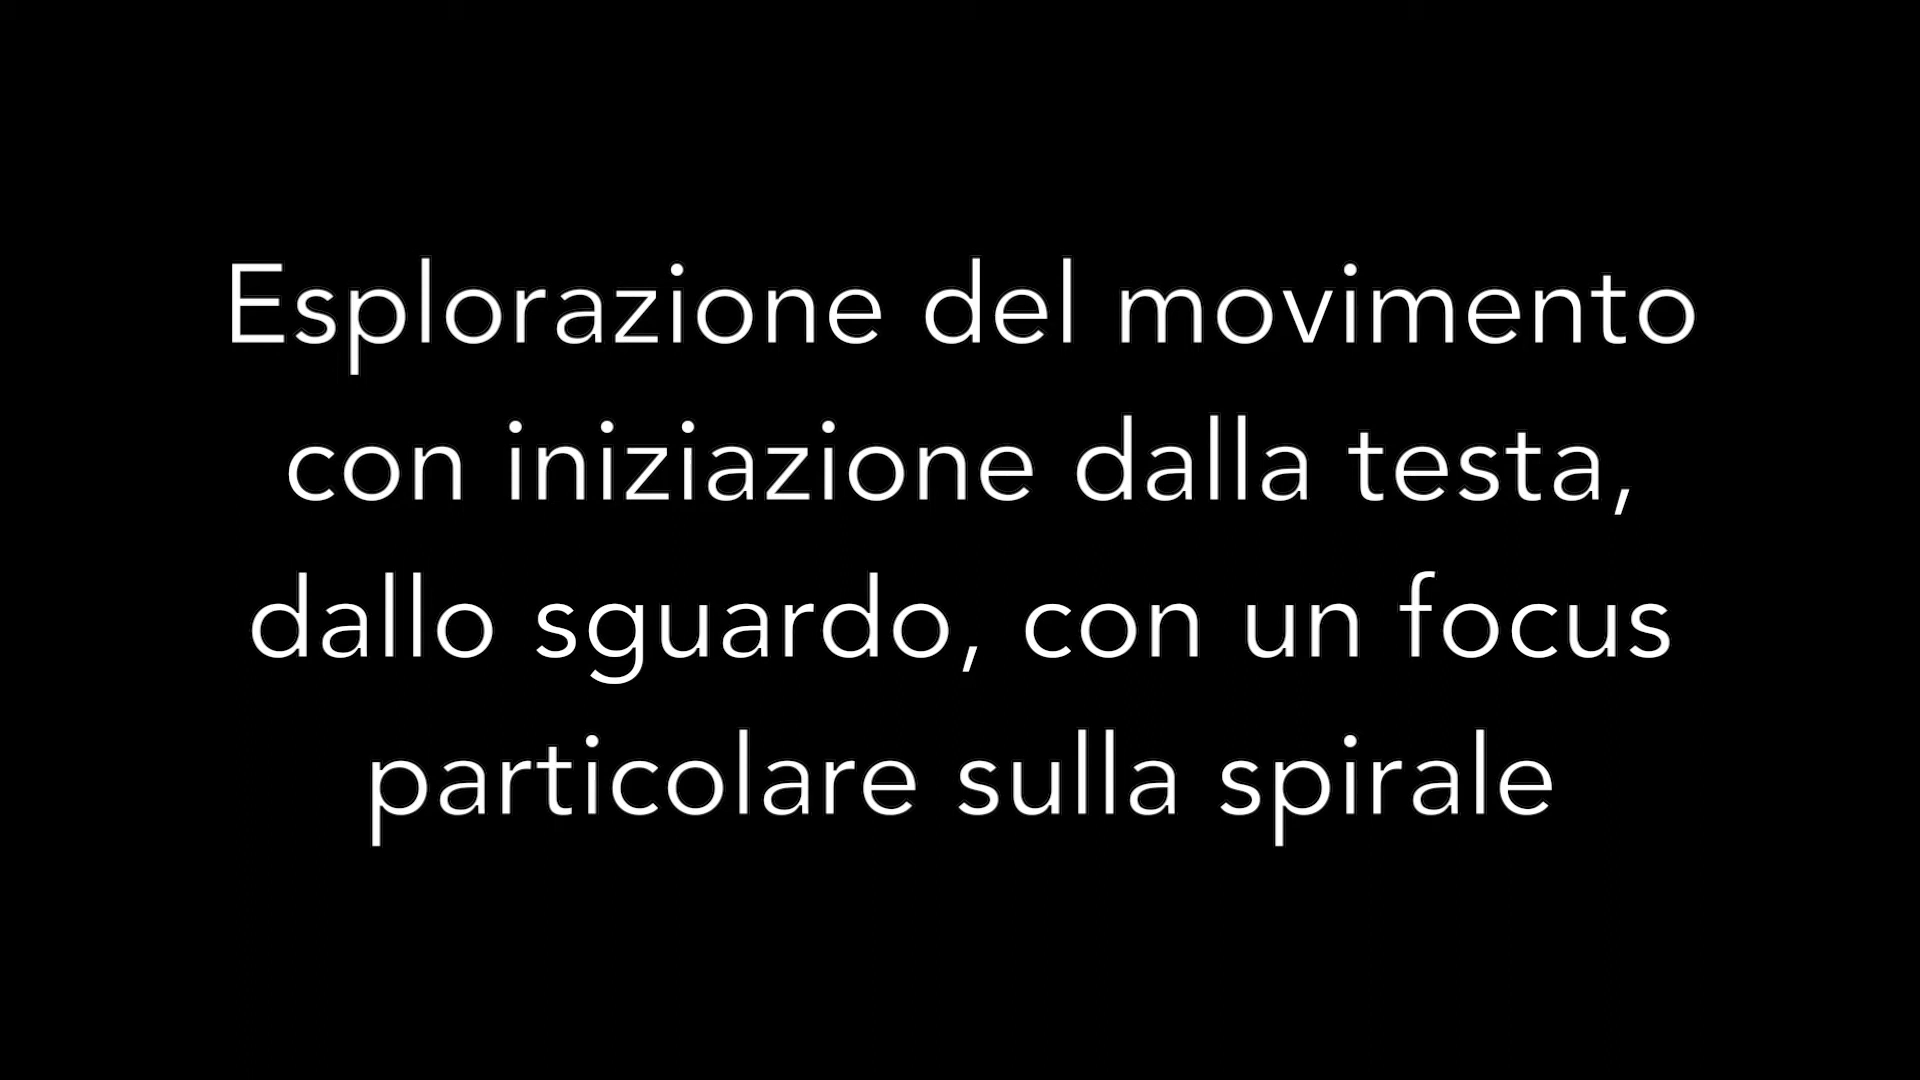 Esplorazione del movimento
con iniziazione dalla testa,
dallo sguardo, con un focus
particolare sulla spirale